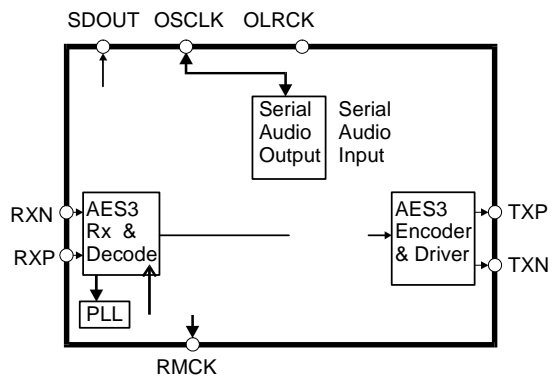 SDOUT OSCLK OLRCK
Serial Audio Output
Serial Audio Input
RXN
RXP
AES3 Rx & Decode
PLL
AES3 Encoder & Driver
TXP
TXN
RMCK